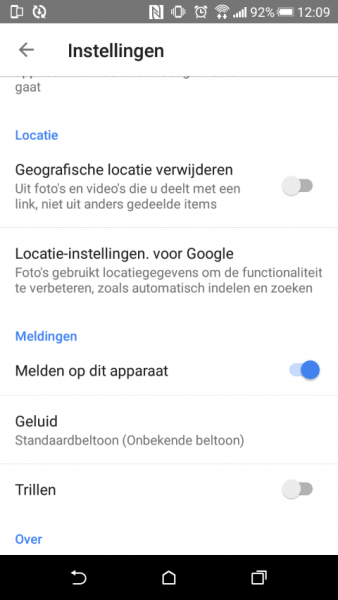 92% 12:09
Instellingen
gaat
Locatie
Geografische locatie verwijderen
Uit foto's en video's die u deelt met een
link, niet uit anders gedeelde items
Locatie-instellingen. voor Google
Foto's gebruikt locatiegegevens om de functionaliteit
te verbeteren, zoals automatisch indelen en zoeken
Meldingen
Melden op dit apparaat
Geluid
Standaardbeltoon (Onbekende beltoon)
Trillen
Over